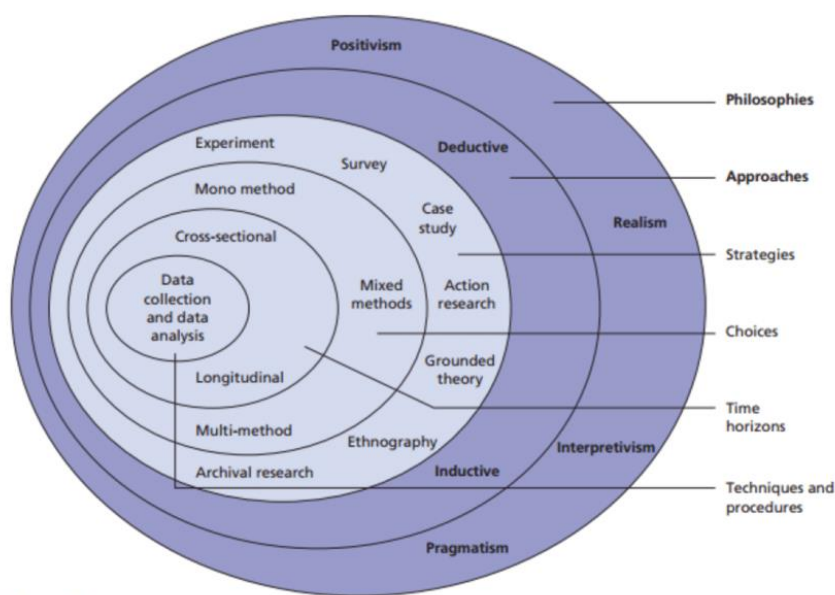 Positivism
Philosophies
Experiment
Deductive
Survey
Approaches
Mono method
Case
study
Realism
Cross-sectional
Strategies
Data
collection
and data
analysis
Mixed
methods
Action
research
Choices
Grounded
theory
Longitudinal
Time
horizons
Multi-method
Ethnography
Interpretivism
Archival research
Inductive
Techniques and
procedures
Pragmatism